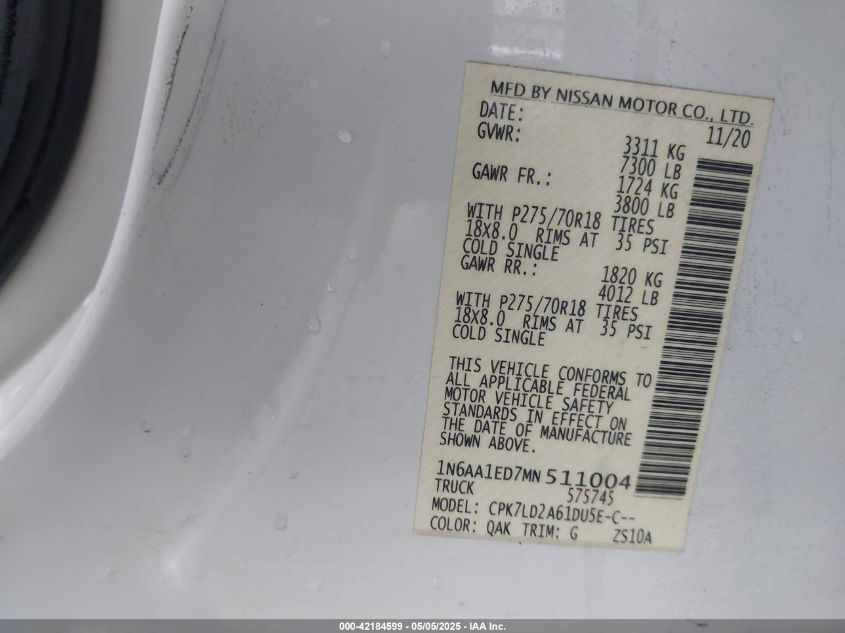 MFD BY NISSAN MOTOR CO., LTD.
DATE: 11/20
GVWR: 3311 KG
7300 LB
GAWR FR.: 1724 KG
3800 LB
WITH P275/70R18 TIRES
18X8.0 RIMS AT 35 PSI
COLD SINGLE
GAWR RR.: 1820 KG
4012 LB
WITH P275/70R18 TIRES
18X8.0 RIMS AT 35 PSI
COLD SINGLE
THIS VEHICLE CONFORMS TO
ALL APPLICABLE FEDERAL
MOTOR VEHICLE SAFETY
STANDARDS IN EFFECT ON
THE DATE OF MANUFACTURE
SHOWN ABOVE.
1N6AA1ED7MN511004
TRUCK 575745
MODEL: CPK7LD2A61DU5E-C--
COLOR: QAK TRIM: G ZS10A
000-42184599 - 05/05/2025 - IAA Inc.